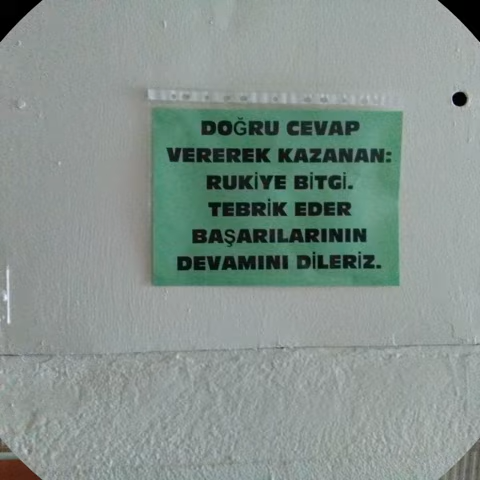 DOĞRU CEVAP
VEREREK KAZANAN:
RUKİYE BİTGİ.
TEBRİK EDER
BAŞARILARININ
DEVAMINI DİLERİZ.